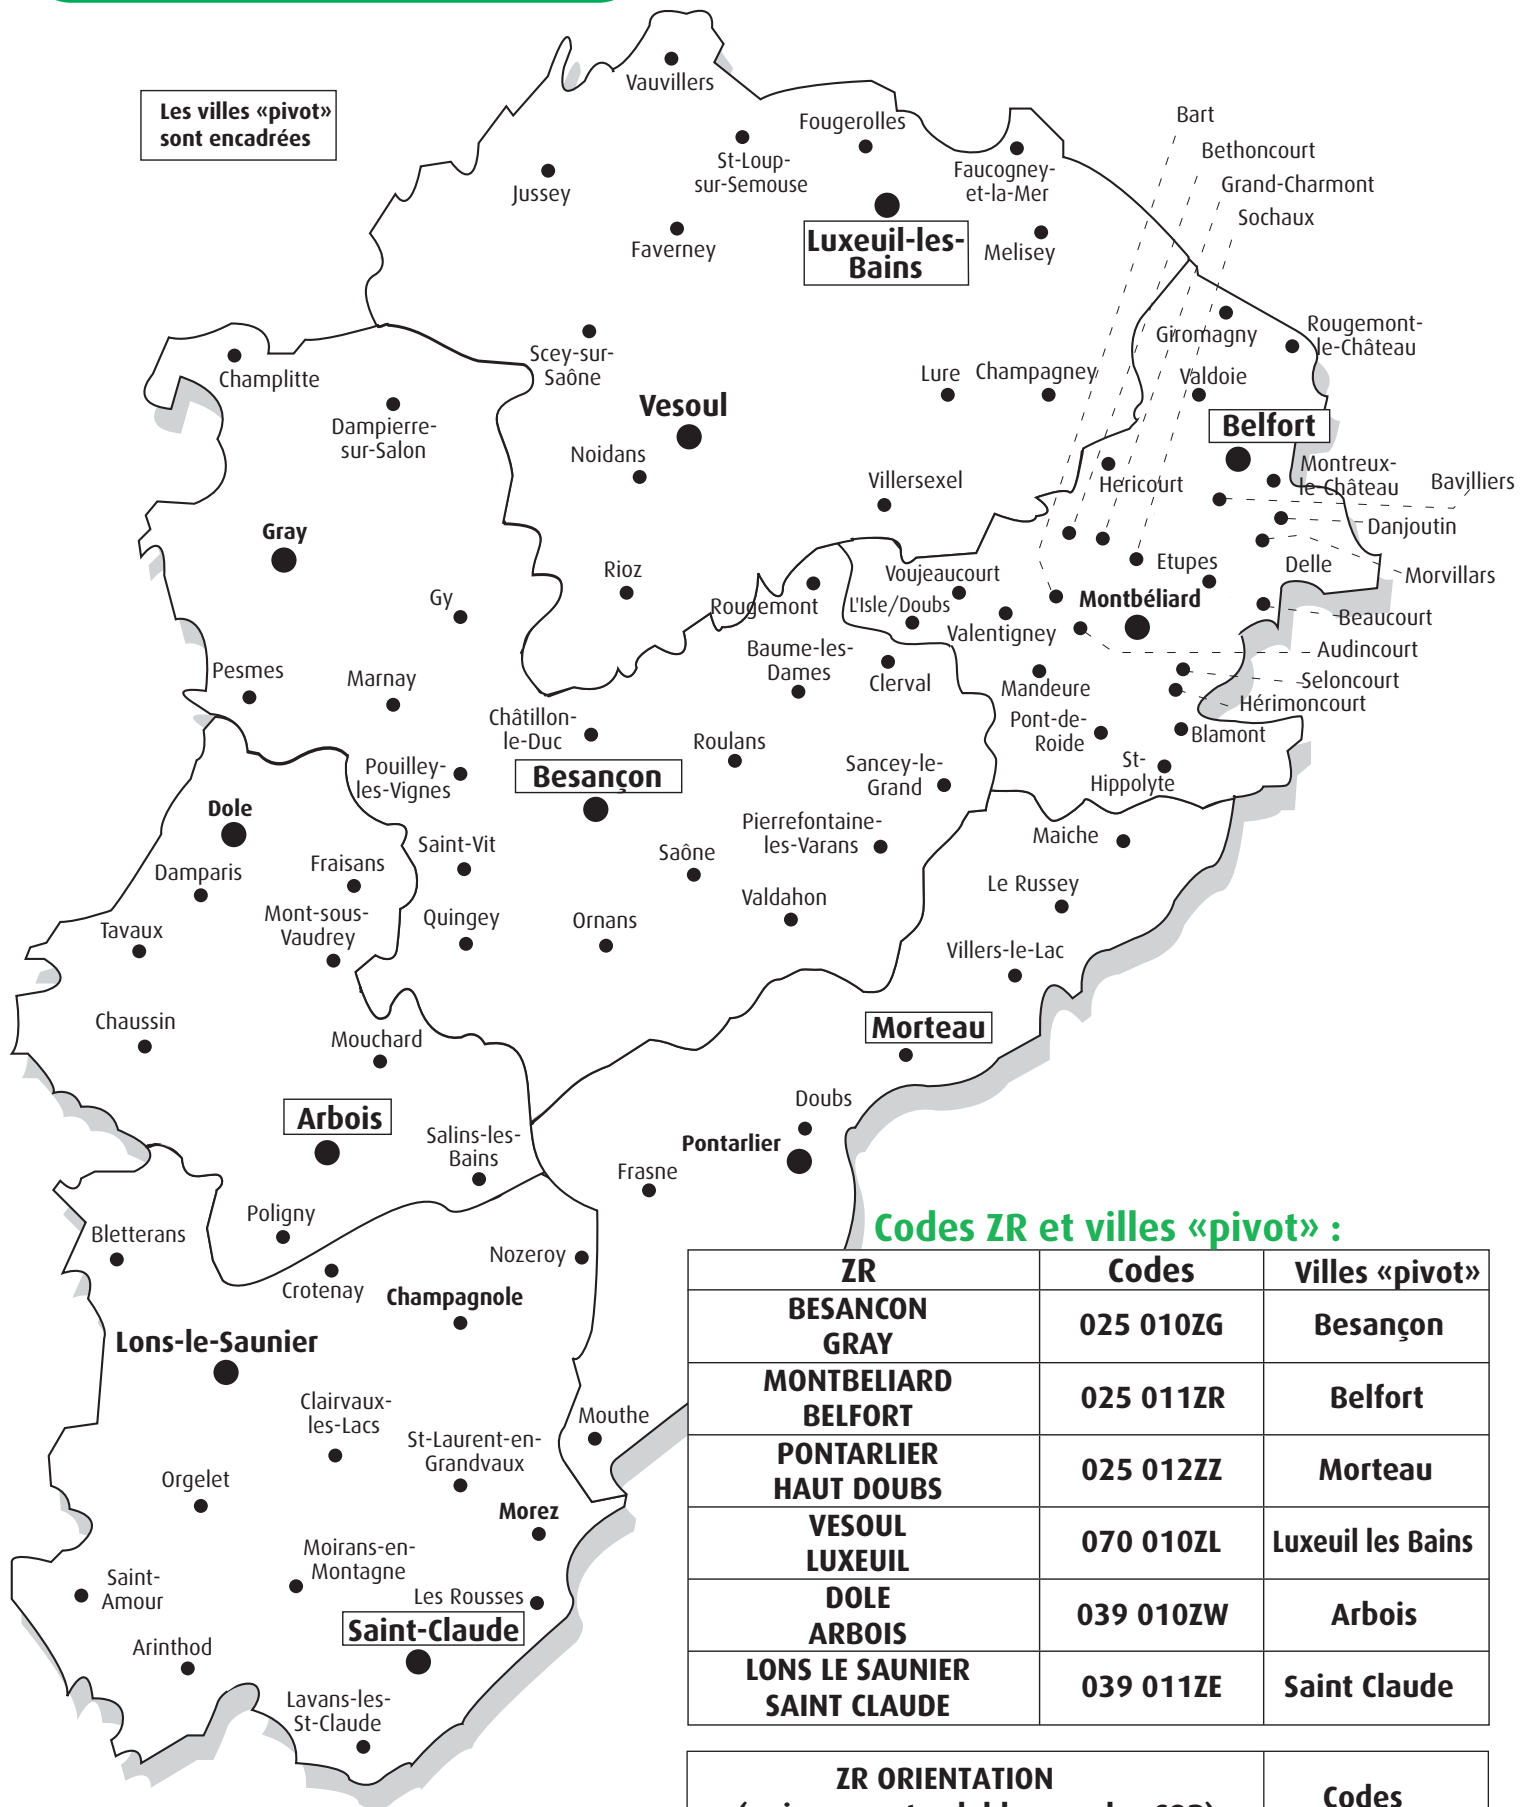 Les villes «pivot»
sont encadrées
Vauvillers
Fougerolles
St-Loup-
sur-Semouse
Faucogney-
et-la-Mer
Jussey
Faverney
Luxeuil-les-
Bains
Melisey
Bart
Bethoncourt
Grand-Charmont
Sochaux
Giromagny
Rougemont-
le-Château
Scey-sur-
Saône
Champlitte
Lure
Champagney
Valdoie
Vesoul
Belfort
Dampierre-
sur-Salon
Noidans
Villersexel
Héricourt
Montreux-
le-Château
Bavilliers
Danjoutin
Gray
Rioz
Gy
Rougemont
Voujeaucourt
L'Isle/Doubs
Etupes
Delle
Morvillars
Montbéliard
Beaucourt
Valentigney
Audincourt
Baume-les-
Dames
Clerval
Mandeure
Seloncourt
Hérimoncourt
Pesmes
Marnay
Châtillon-
le-Duc
Roulans
Pont-de-
Roide
Blamont
Pouilley-
les-Vignes
Besançon
Sancey-le-
Grand
St-
Hippolyte
Dole
Saint-Vit
Pierrefontaine-
les-Varans
Maiche
Damparis
Fraisans
Saône
Le Russey
Tavaux
Mont-sous-
Vaudrey
Quingey
Ornans
Valdahon
Villers-le-Lac
Chaussin
Mouchard
Morteau
Arbois
Salins-les-
Bains
Doubs
Pontarlier
Frasne
Poligny
Bletterans
Nozeroy
Crotenay
Champagnole
Lons-le-Saunier
Clairvaux-
les-Lacs
St-Laurent-en-
Grandvaux
Mouthe
Orgelet
Morez
Moirans-en-
Montagne
Saint-
Amour
Les Rousses
Saint-Claude
Arinthod
Lavans-les-
St-Claude
Codes ZR et villes «pivot» :
ZR Codes Villes «pivot»
BESANCON
GRAY
025 010ZG Besançon
MONTBELIARD
BELFORT
025 011ZR Belfort
PONTARLIER
HAUT DOUBS
025 012ZZ Morteau
VESOUL
LUXEUIL
070 010ZL Luxeuil les Bains
DOLE
ARBOIS
039 010ZW Arbois
LONS LE SAUNIER
SAINT CLAUDE
039 011ZE Saint Claude
ZR ORIENTATION
Codes